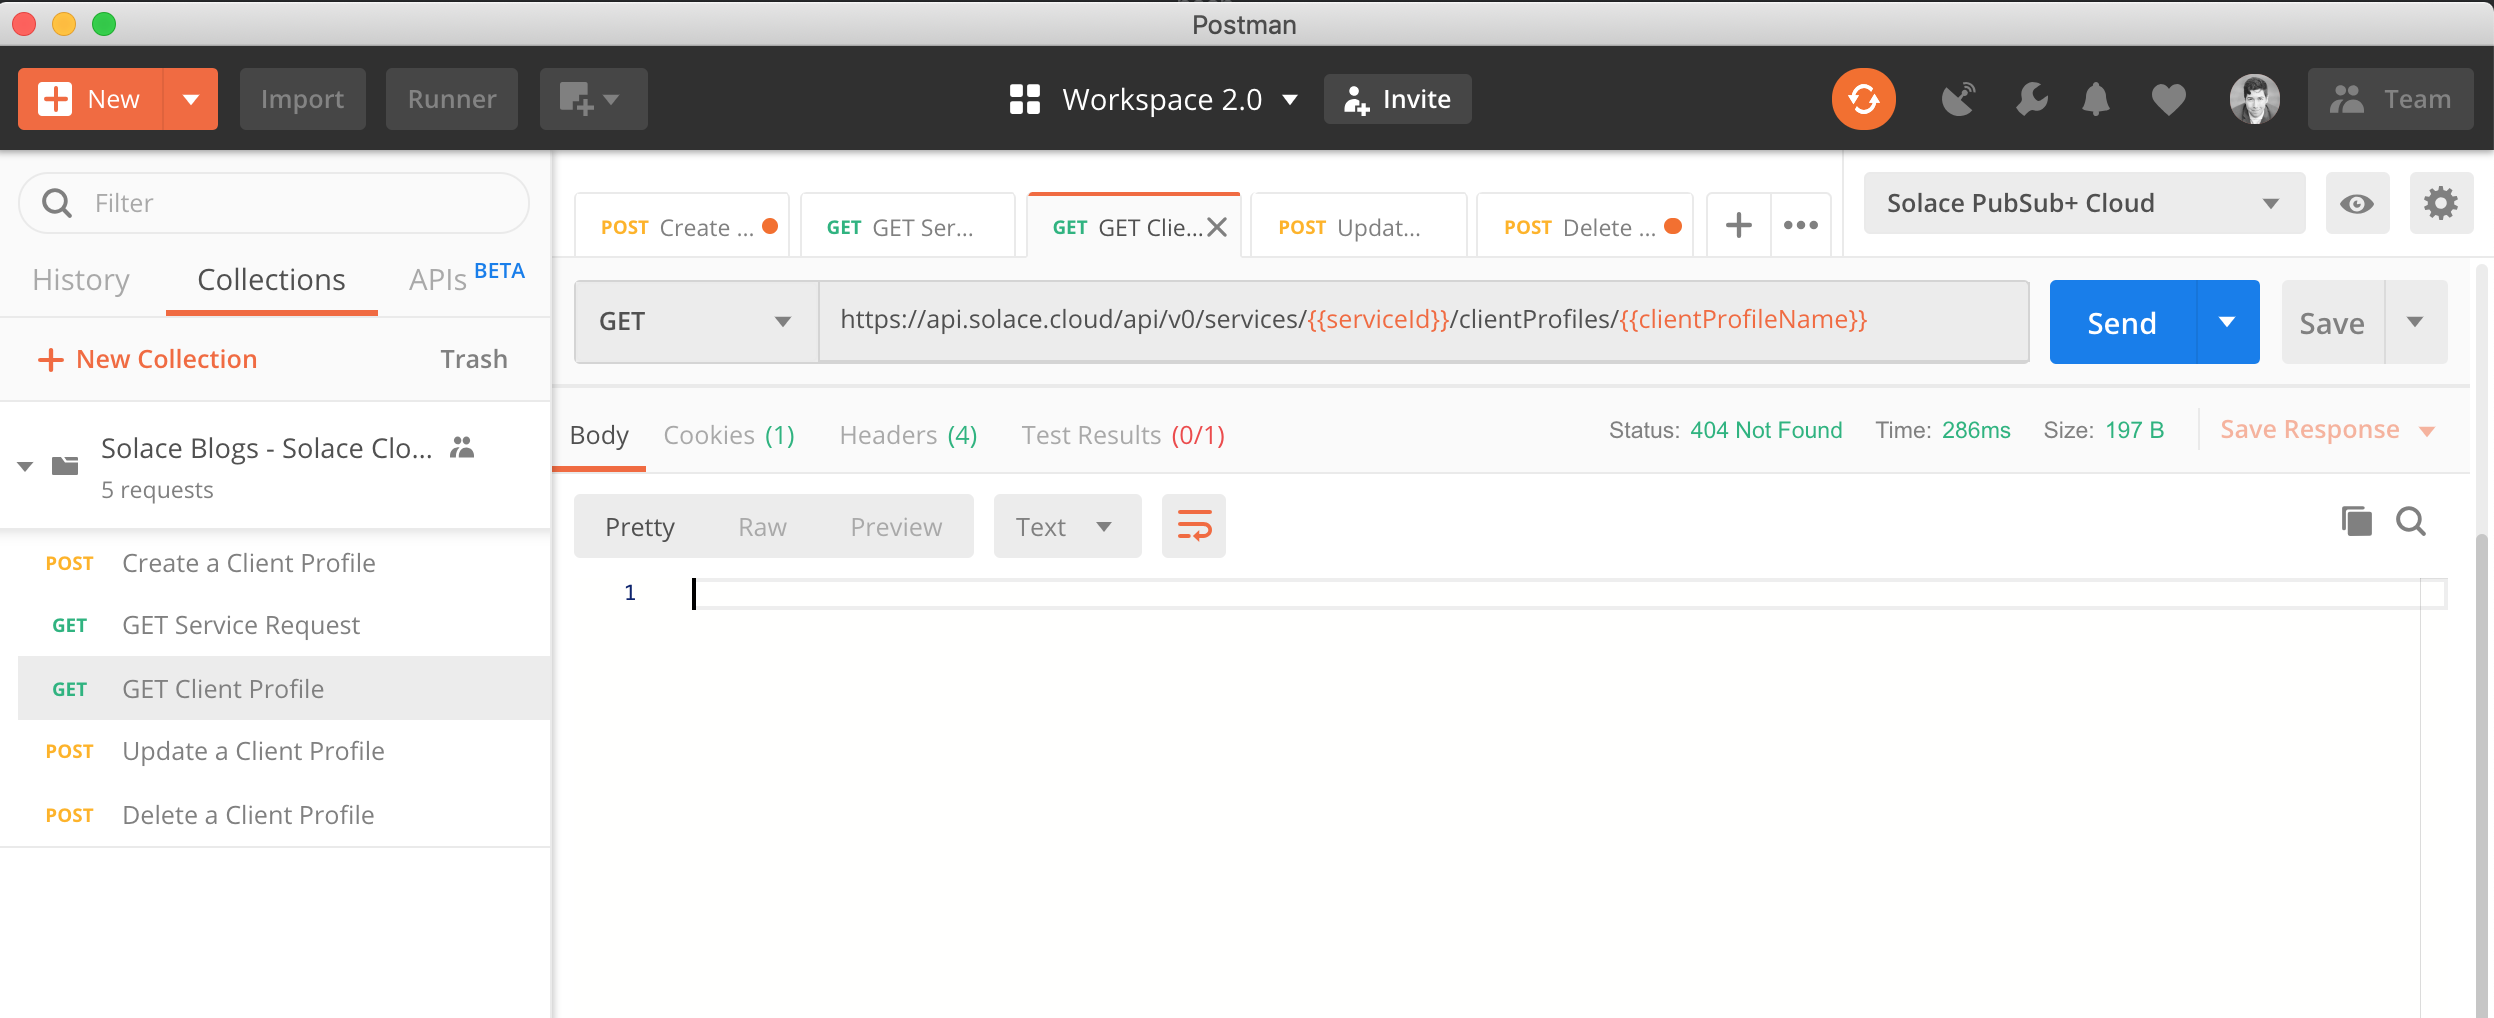 Postman
New
Import
Runner
Workspace 2.0
Invite
Team
Filter
History
Collections
APIs BETA
New Collection
Trash
Solace Blogs - Solace Clo...
5 requests
POST Create a Client Profile
GET GET Service Request
GET GET Client Profile
POST Update a Client Profile
POST Delete a Client Profile
POST Create ...
GET GET Ser...
GET GET Clie...
POST Updat...
POST Delete ...
Solace PubSub+ Cloud
GET
https://api.solace.cloud/api/v0/services/{{serviceId}}/clientProfiles/{{clientProfileName}}
Send
Save
Body
Cookies (1)
Headers (4)
Test Results (0/1)
Status: 404 Not Found
Time: 286ms
Size: 197 B
Save Response
Pretty
Raw
Preview
Text
1